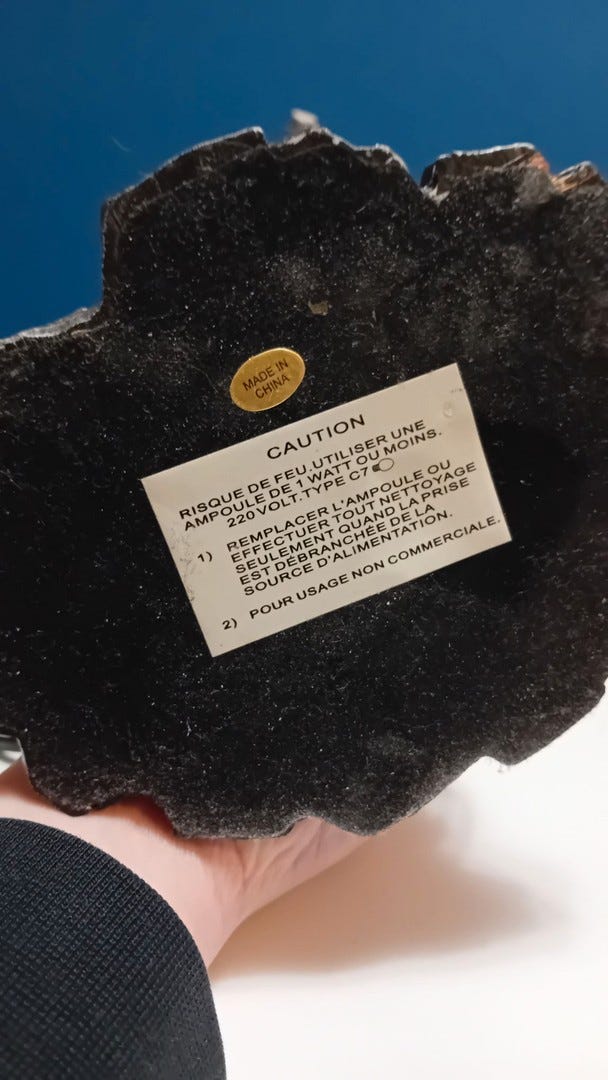 MADE IN
CHINA
CAUTION
RISQUE DE FEU.UTILISER UNE
AMPOULE DE 1 WATT OU MOINS.
220 VOLT.TYPE C7
1) REMPLACER L'AMPOULE OU
EFFECTUER TOUT NETTOYAGE
SEULEMENT QUAND LA PRISE
EST DÉBRANCHÉE DE LA
SOURCE D'ALIMENTATION.
2) POUR USAGE NON COMMERCIALE.